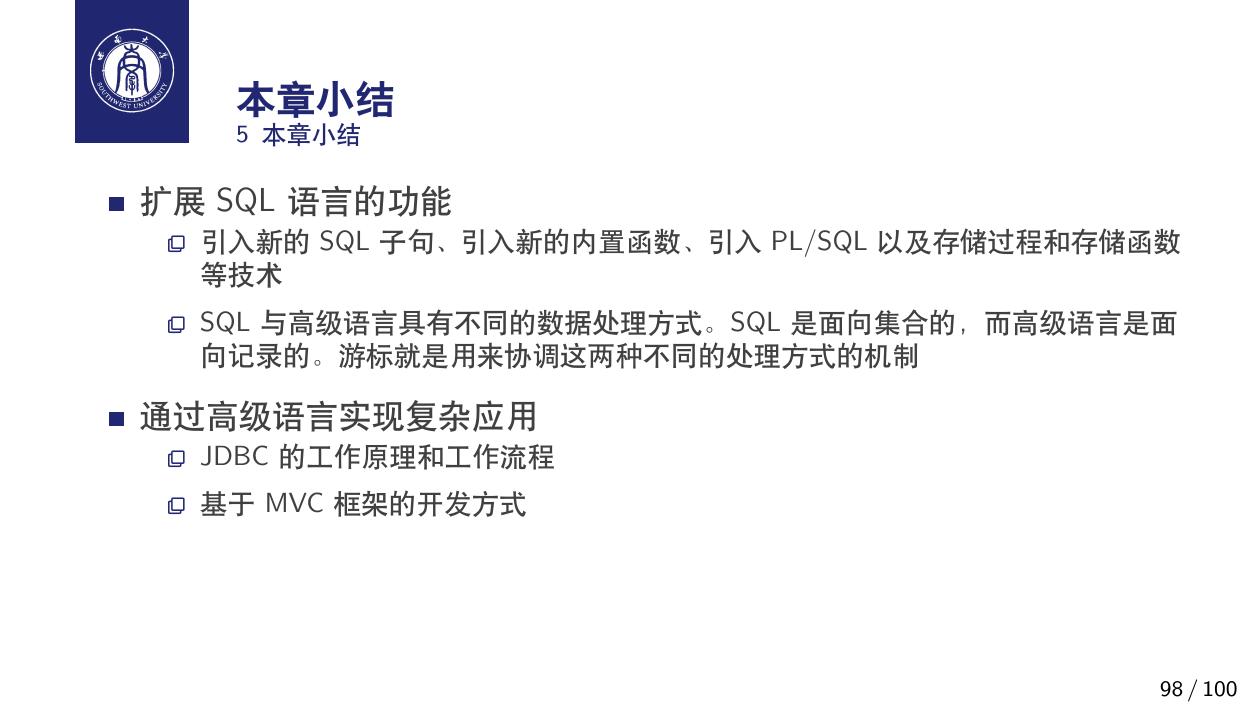 西南大学
SOUTHWEST UNIVERSITY
本章小结
5 本章小结
扩展 SQL 语言的功能
引入新的 SQL 子句、引入新的内置函数、引入 PL/SQL 以及存储过程和存储函数
等技术
SQL 与高级语言具有不同的数据处理方式。SQL 是面向集合的，而高级语言是面
向记录的。游标就是用来协调这两种不同的处理方式的机制
通过高级语言实现复杂应用
JDBC 的工作原理和工作流程
基于 MVC 框架的开发方式
98 / 100